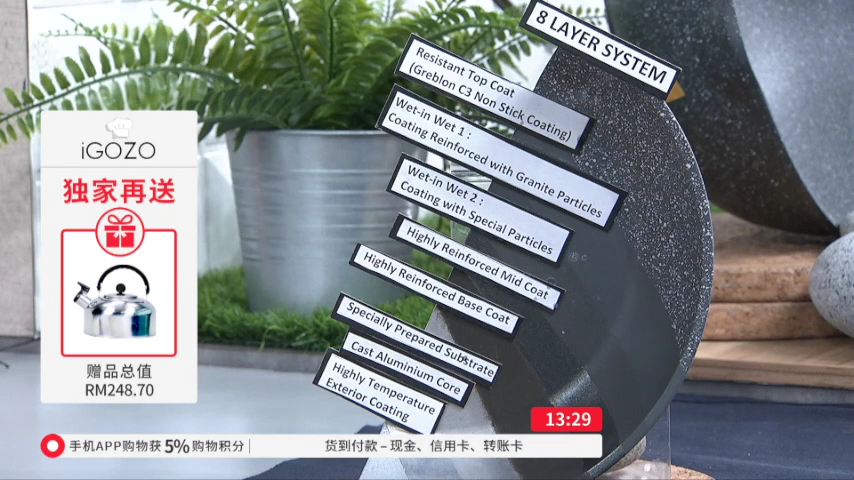 8 LAYER SYSTEM
Resistant Top Coat
(Greblon C3 Non Stick Coating)
Wet-in Wet 1 :
Coating Reinforced with Granite Particles
Wet-in Wet 2 :
Coating with Special Particles
Highly Reinforced Mid Coat
Highly Reinforced Base Coat
Specially Prepared Substrate
Cast Aluminium Core
Highly Temperature
Exterior Coating
iGOZO
独家再送
赠品总值
RM248.70
13:29
手机APP购物获5%购物积分
货到付款 – 现金、信用卡、转账卡